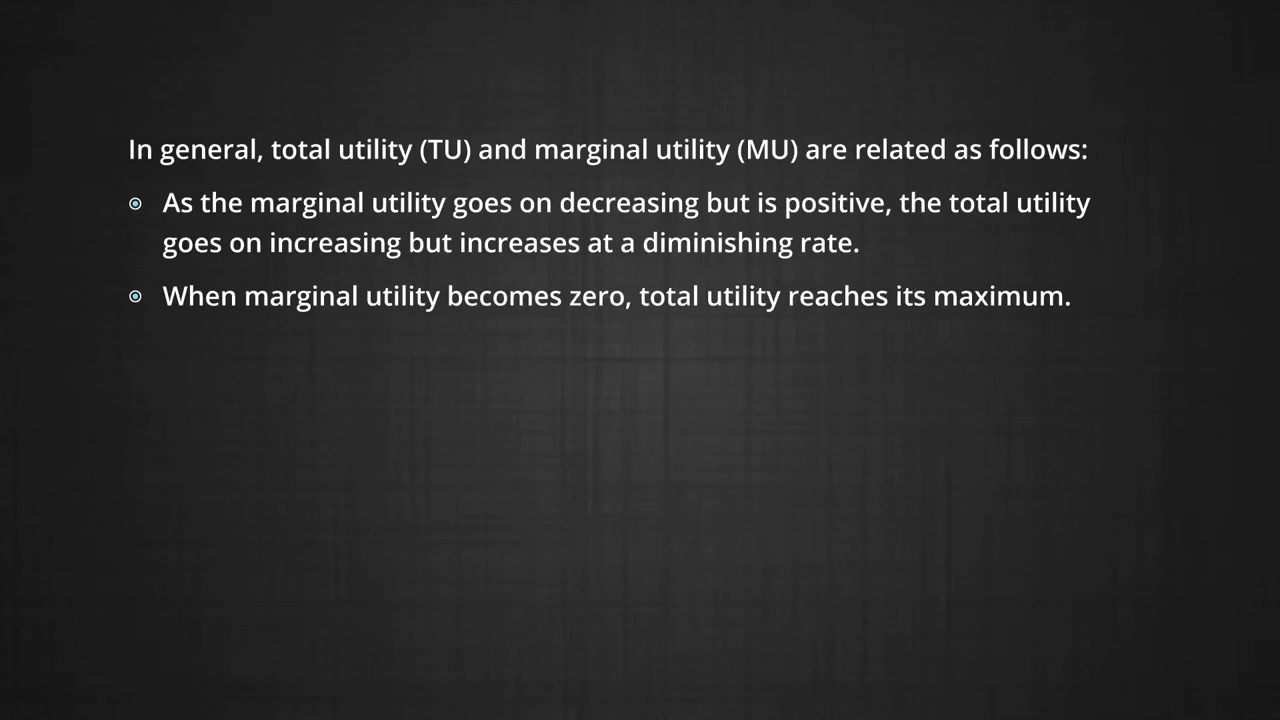 In general, total utility (TU) and marginal utility (MU) are related as follows:
As the marginal utility goes on decreasing but is positive, the total utility
goes on increasing but increases at a diminishing rate.
When marginal utility becomes zero, total utility reaches its maximum.